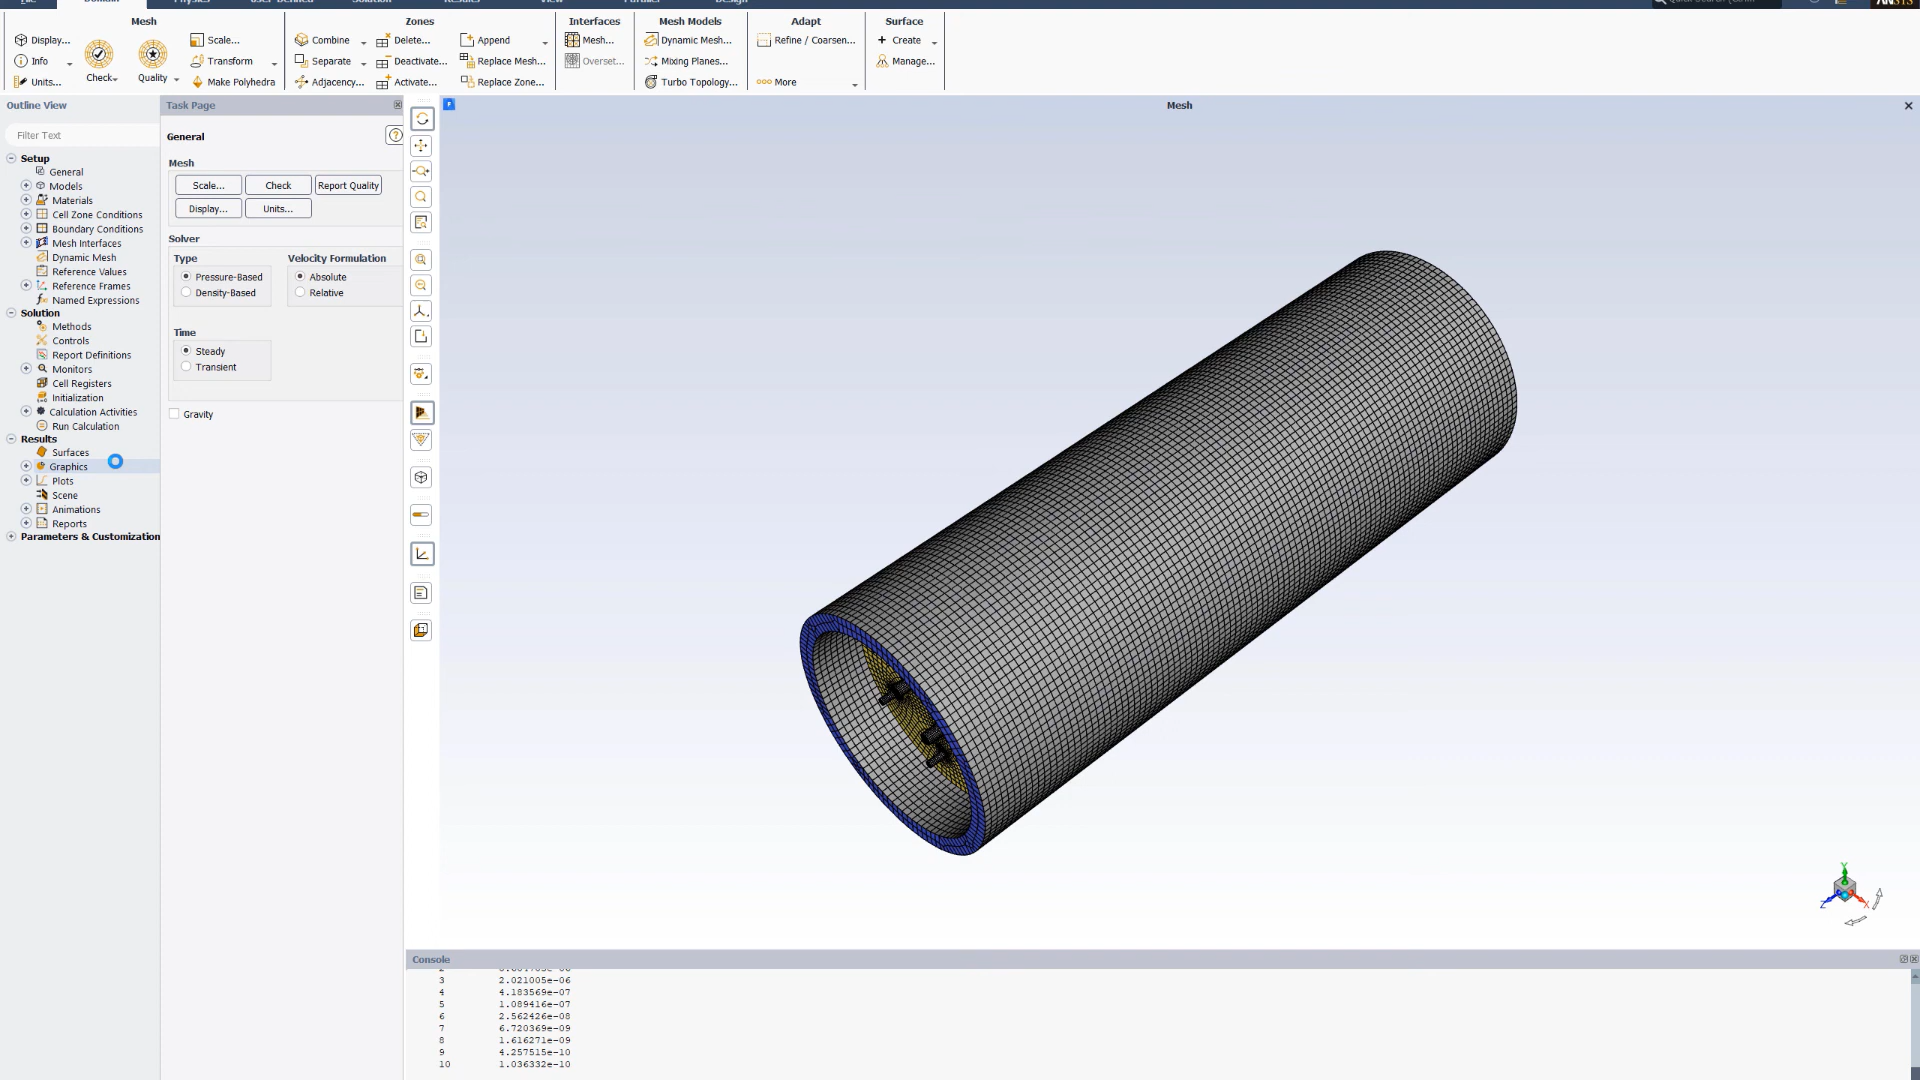 Mesh
Zones
Interfaces
Mesh Models
Adapt
Surface
Display...
Info
Units...
Check
Quality
Scale...
Transform
Make Polyhedra
Combine
Separate
Adjacency...
Delete...
Deactivate...
Activate...
Append
Replace Mesh...
Replace Zone...
Mesh...
Overset...
Dynamic Mesh...
Mixing Planes...
Turbo Topology...
Refine / Coarsen...
More
Create
Manage...
Outline View
Filter Text
Setup
General
Models
Materials
Cell Zone Conditions
Boundary Conditions
Mesh Interfaces
Dynamic Mesh
Reference Values
Reference Frames
Named Expressions
Solution
Methods
Controls
Report Definitions
Monitors
Cell Registers
Initialization
Calculation Activities
Run Calculation
Results
Surfaces
Graphics
Plots
Scene
Animations
Reports
Parameters & Customization
Task Page
General
Mesh
Scale... Check Report Quality
Display... Units...
Solver
Type Velocity Formulation
Pressure-Based Absolute
Density-Based Relative
Time
Steady
Transient
Gravity
Mesh
Y
Z X
Console
3 2.021005e-06
4 4.183569e-07
5 1.089416e-07
6 2.562426e-08
7 6.720369e-09
8 1.616271e-09
9 4.257515e-10
10 1.036332e-10